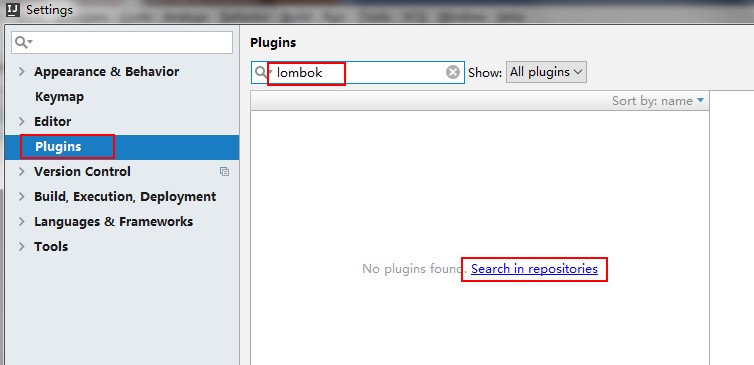 IJ Settings
Plugins
lombok
Show: All plugins
Sort by: name
Appearance & Behavior
Keymap
Editor
Plugins
Version Control
Build, Execution, Deployment
Languages & Frameworks
Tools
No plugins found. Search in repositories